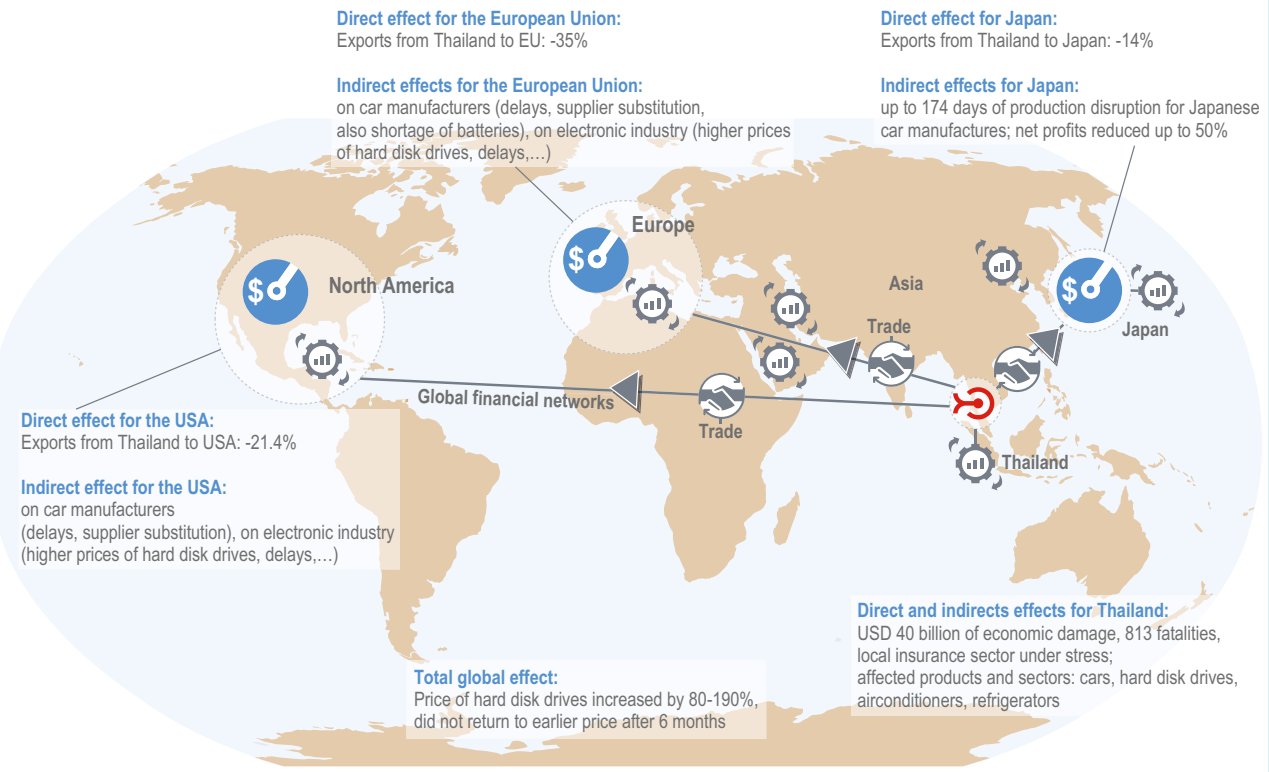 Direct effect for the European Union:
Exports from Thailand to EU: -35%
Indirect effects for the European Union:
on car manufacturers (delays, supplier substitution,
also shortage of batteries), on electronic industry (higher prices
of hard disk drives, delays,...)
Direct effect for Japan:
Exports from Thailand to Japan: -14%
Indirect effects for Japan:
up to 174 days of production disruption for Japanese
car manufactures; net profits reduced up to 50%
Europe
$
North America
$
Asia
$
Japan
Trade
Global financial networks
Trade
Thailand
Direct effect for the USA:
Exports from Thailand to USA: -21.4%
Indirect effect for the USA:
on car manufacturers
(delays, supplier substitution), on electronic industry
(higher prices of hard disk drives, delays,...)
Direct and indirects effects for Thailand:
USD 40 billion of economic damage, 813 fatalities,
local insurance sector under stress;
affected products and sectors: cars, hard disk drives,
airconditioners, refrigerators
Total global effect:
Price of hard disk drives increased by 80-190%,
did not return to earlier price after 6 months